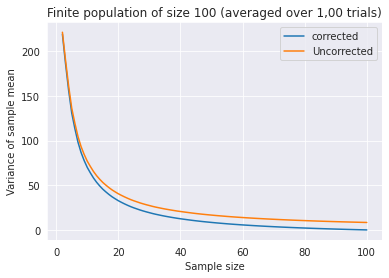 Finite population of size 100 (averaged over 1,00 trials)
corrected
Uncorrected
Variance of sample mean
200
150
100
50
0
0 20 40 60 80 100
Sample size